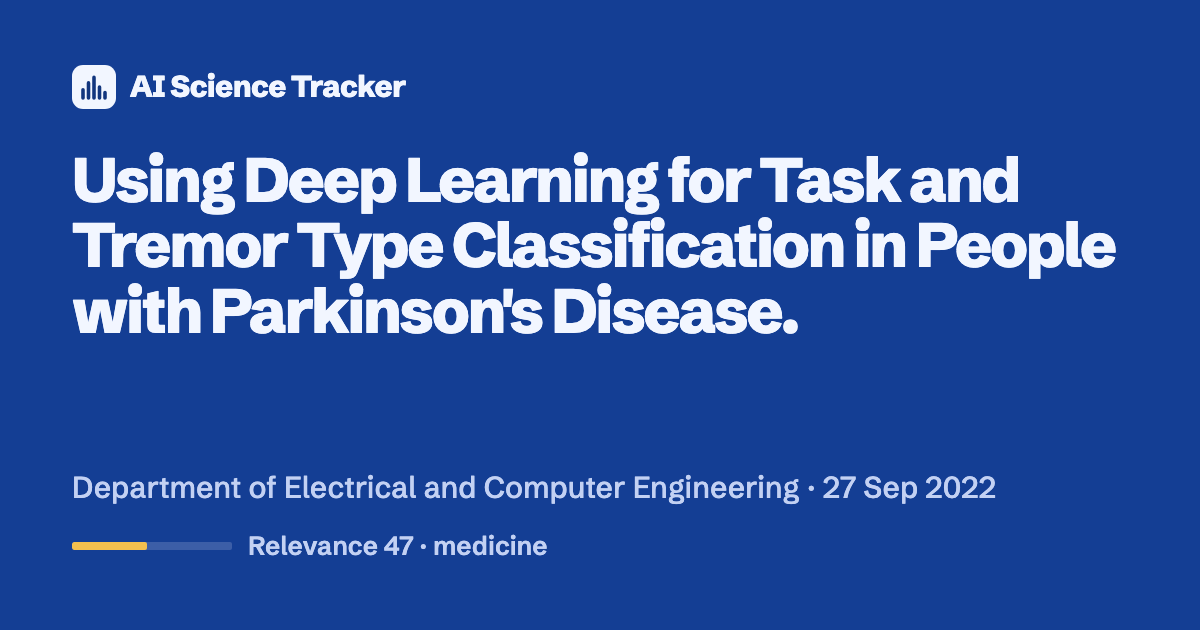 AI Science Tracker
Using Deep Learning for Task and
Tremor Type Classification in People
with Parkinson's Disease.
Department of Electrical and Computer Engineering · 27 Sep 2022
Relevance 47 · medicine